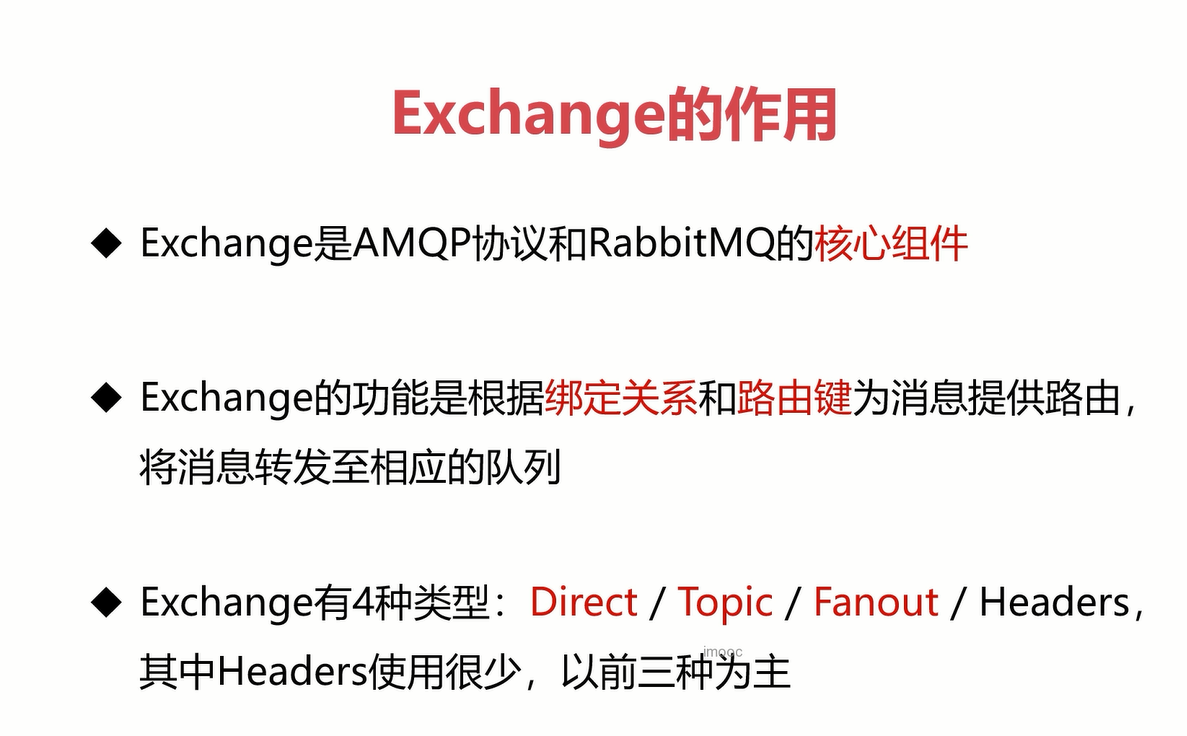 Exchange的作用
◆ Exchange是AMQP协议和RabbitMQ的核心组件
◆ Exchange的功能是根据绑定关系和路由键为消息提供路由，
将消息转发至相应的队列
◆ Exchange有4种类型：Direct / Topic / Fanout / Headers，
imooc
其中Headers使用很少，以前三种为主